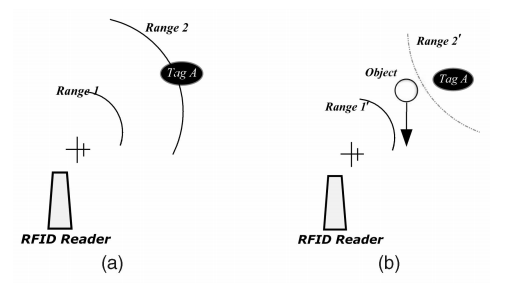 Range 2
Tag A
Range 1
RFID Reader
(a)
Range 2'
Object
Tag A
Range 1'
RFID Reader
(b)